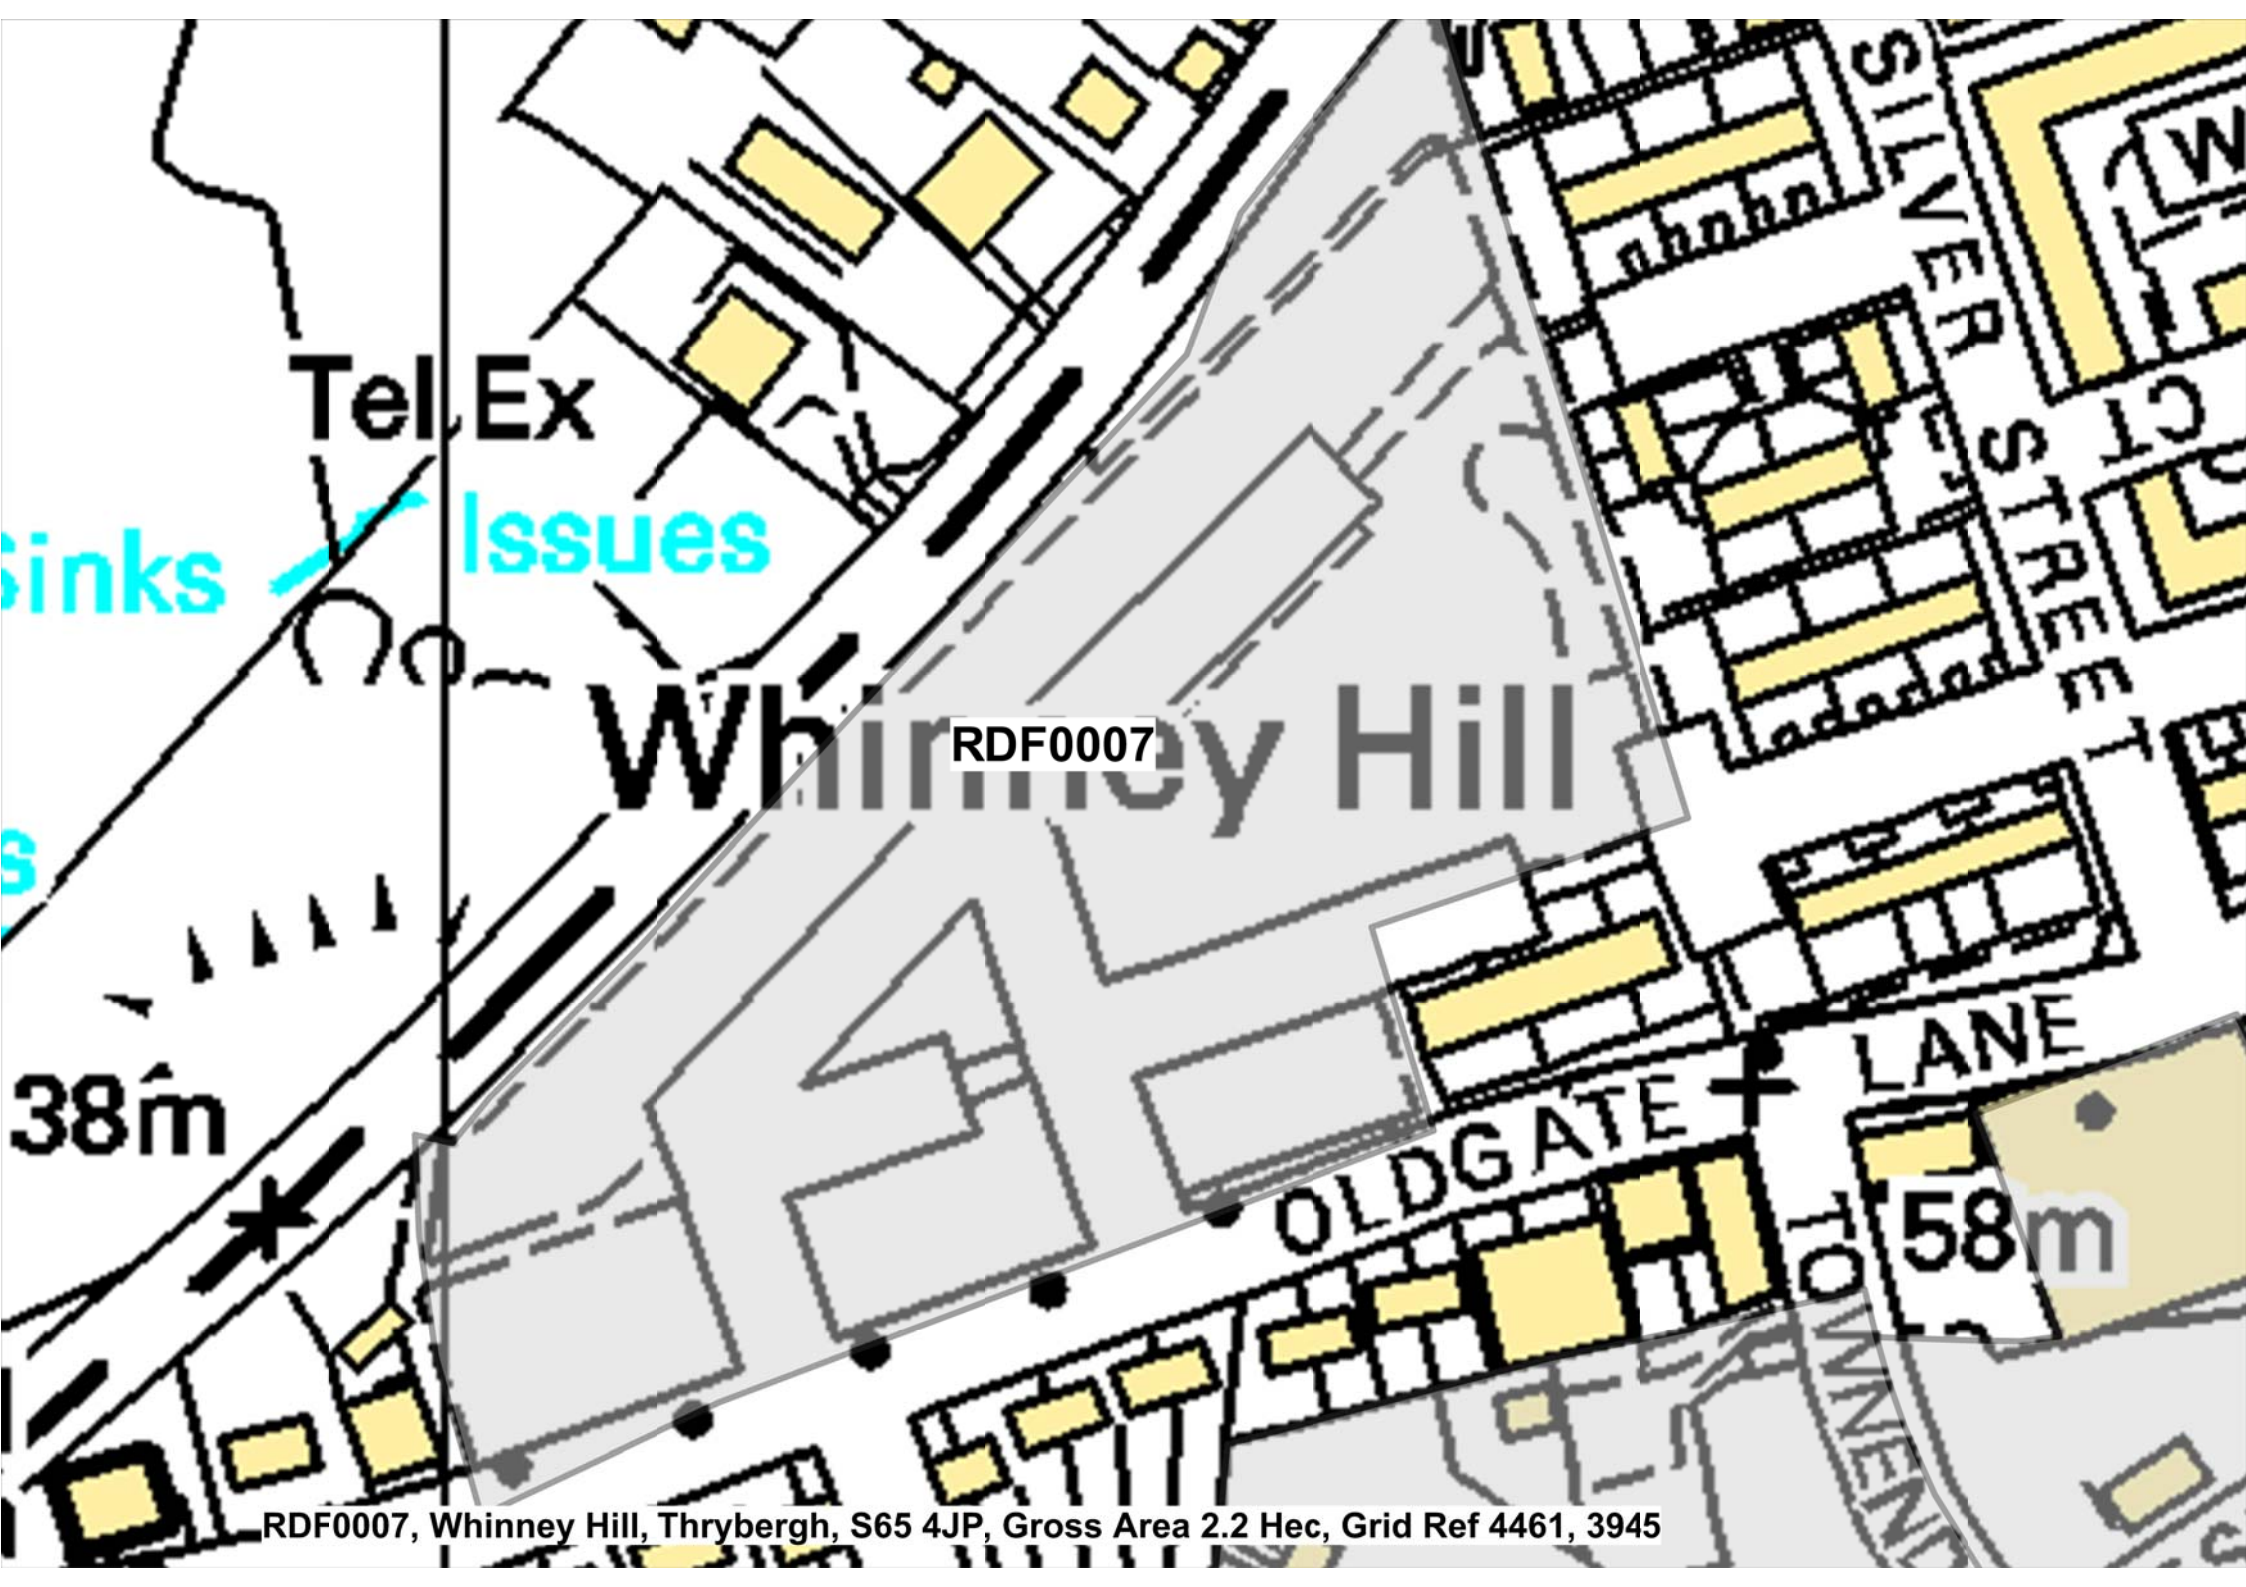 SILVER STREET
W
CT
Tel Ex
Issues
Sinks
Whinney Hill
RDF0007
s
38m
OLDGATE LANE
58m
TOWNEND
RDF0007, Whinney Hill, Thrybergh, S65 4JP, Gross Area 2.2 Hec, Grid Ref 4461, 3945